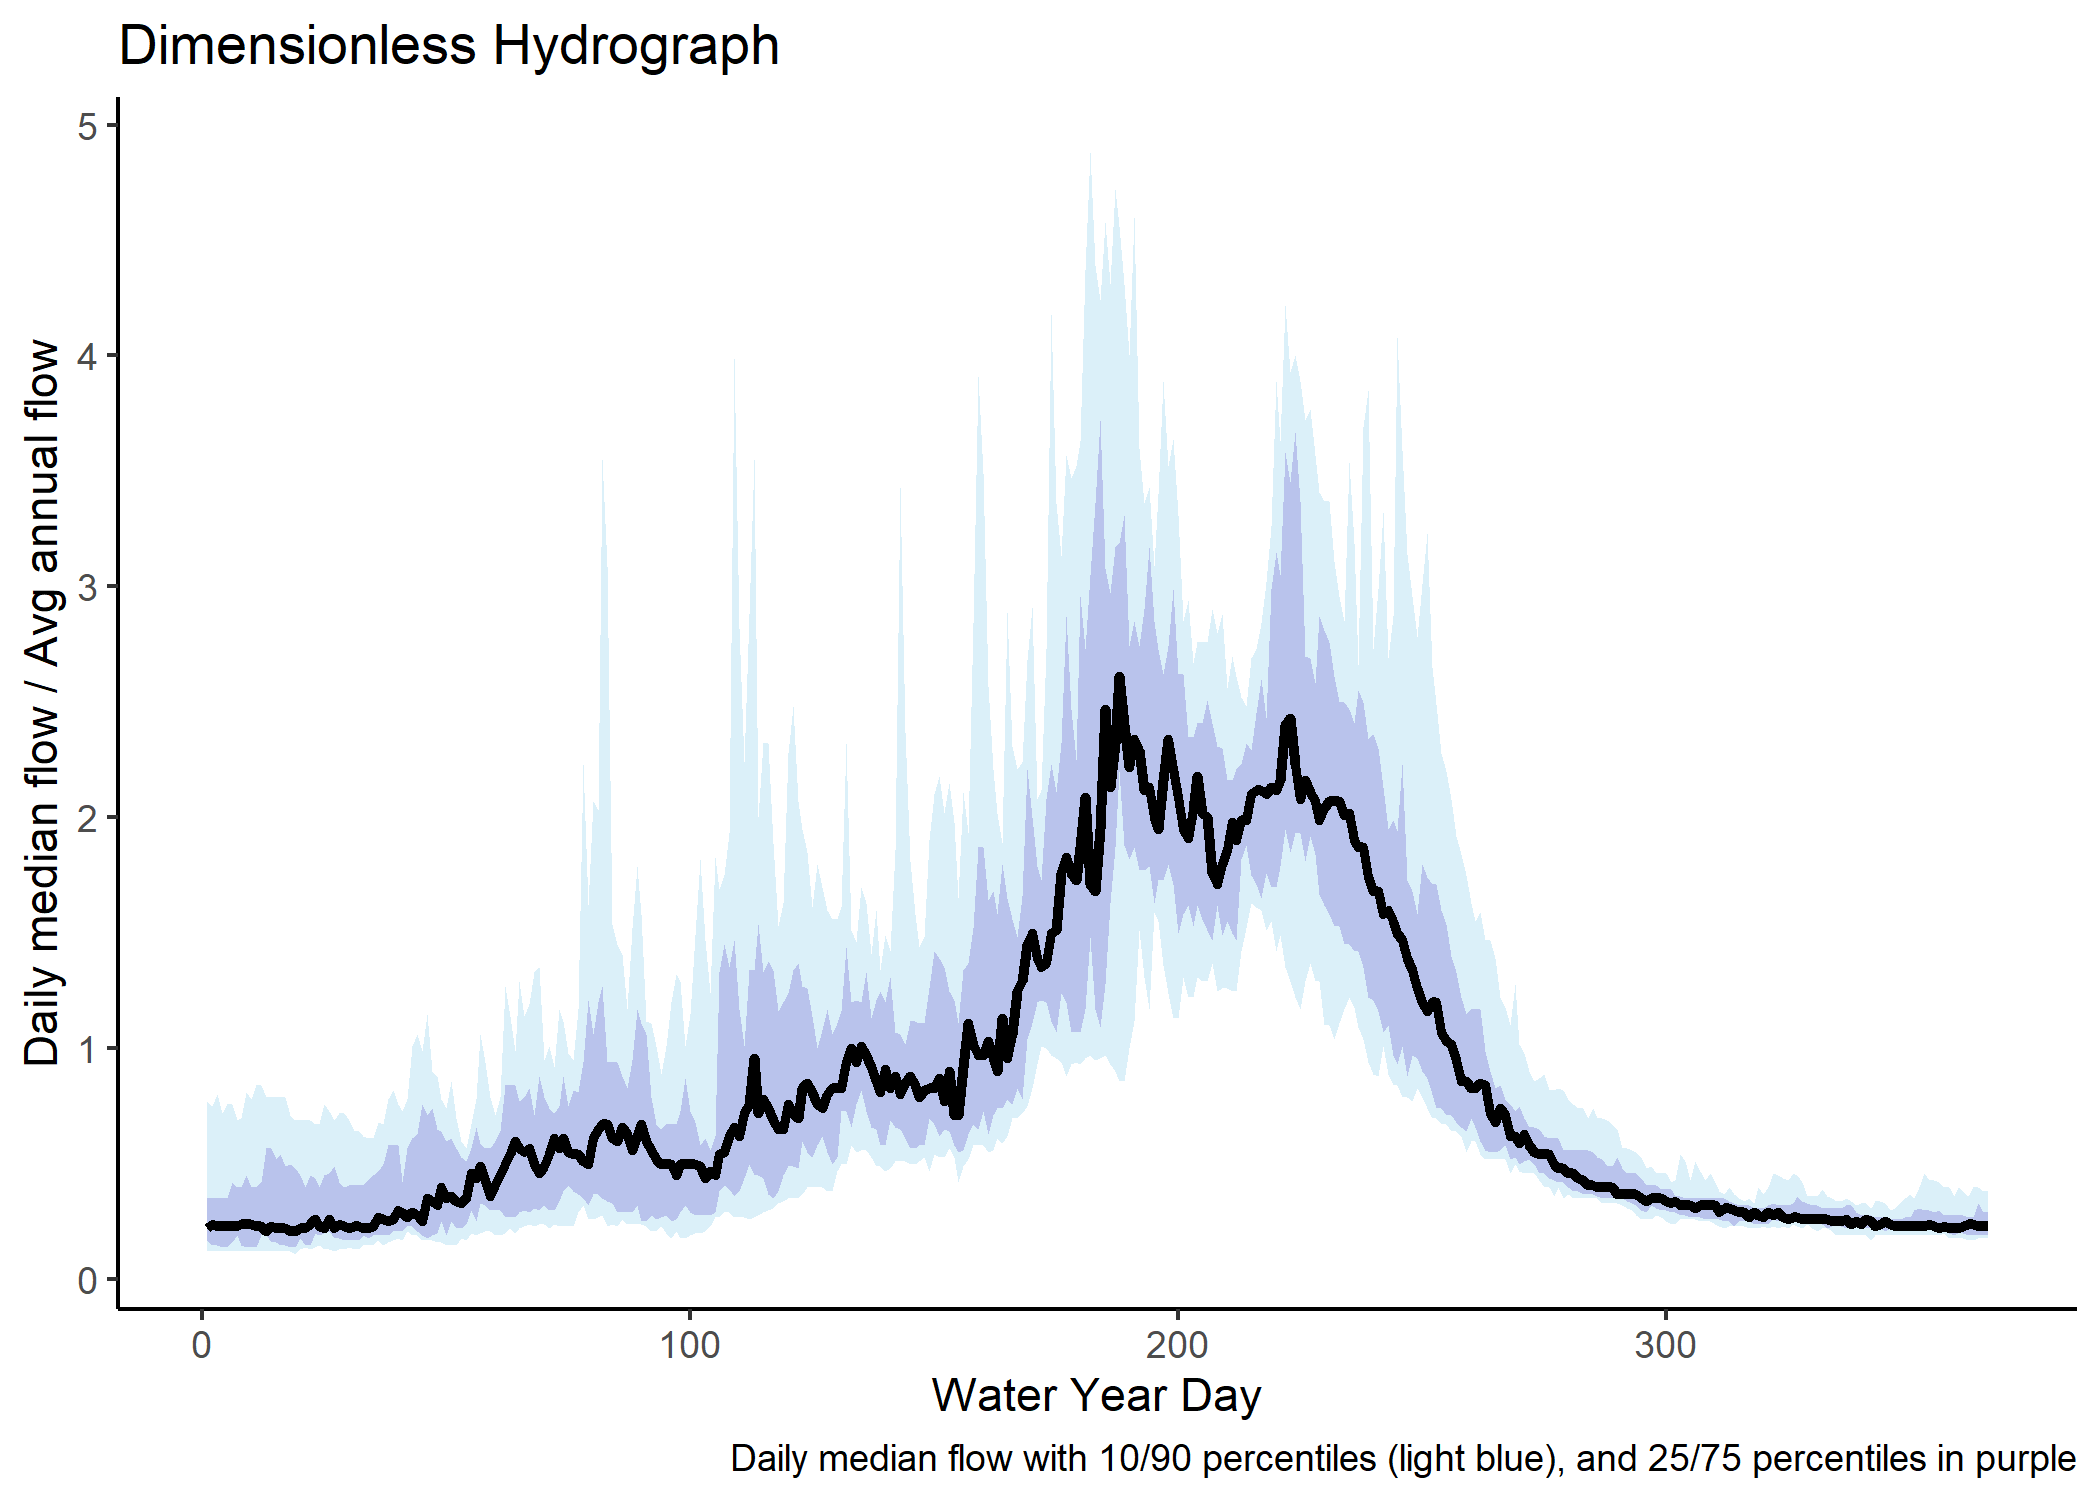 Dimensionless Hydrograph
Daily median flow / Avg annual flow
5
4
3
2
1
0
0
100
200
300
Water Year Day
Daily median flow with 10/90 percentiles (light blue), and 25/75 percentiles in purple